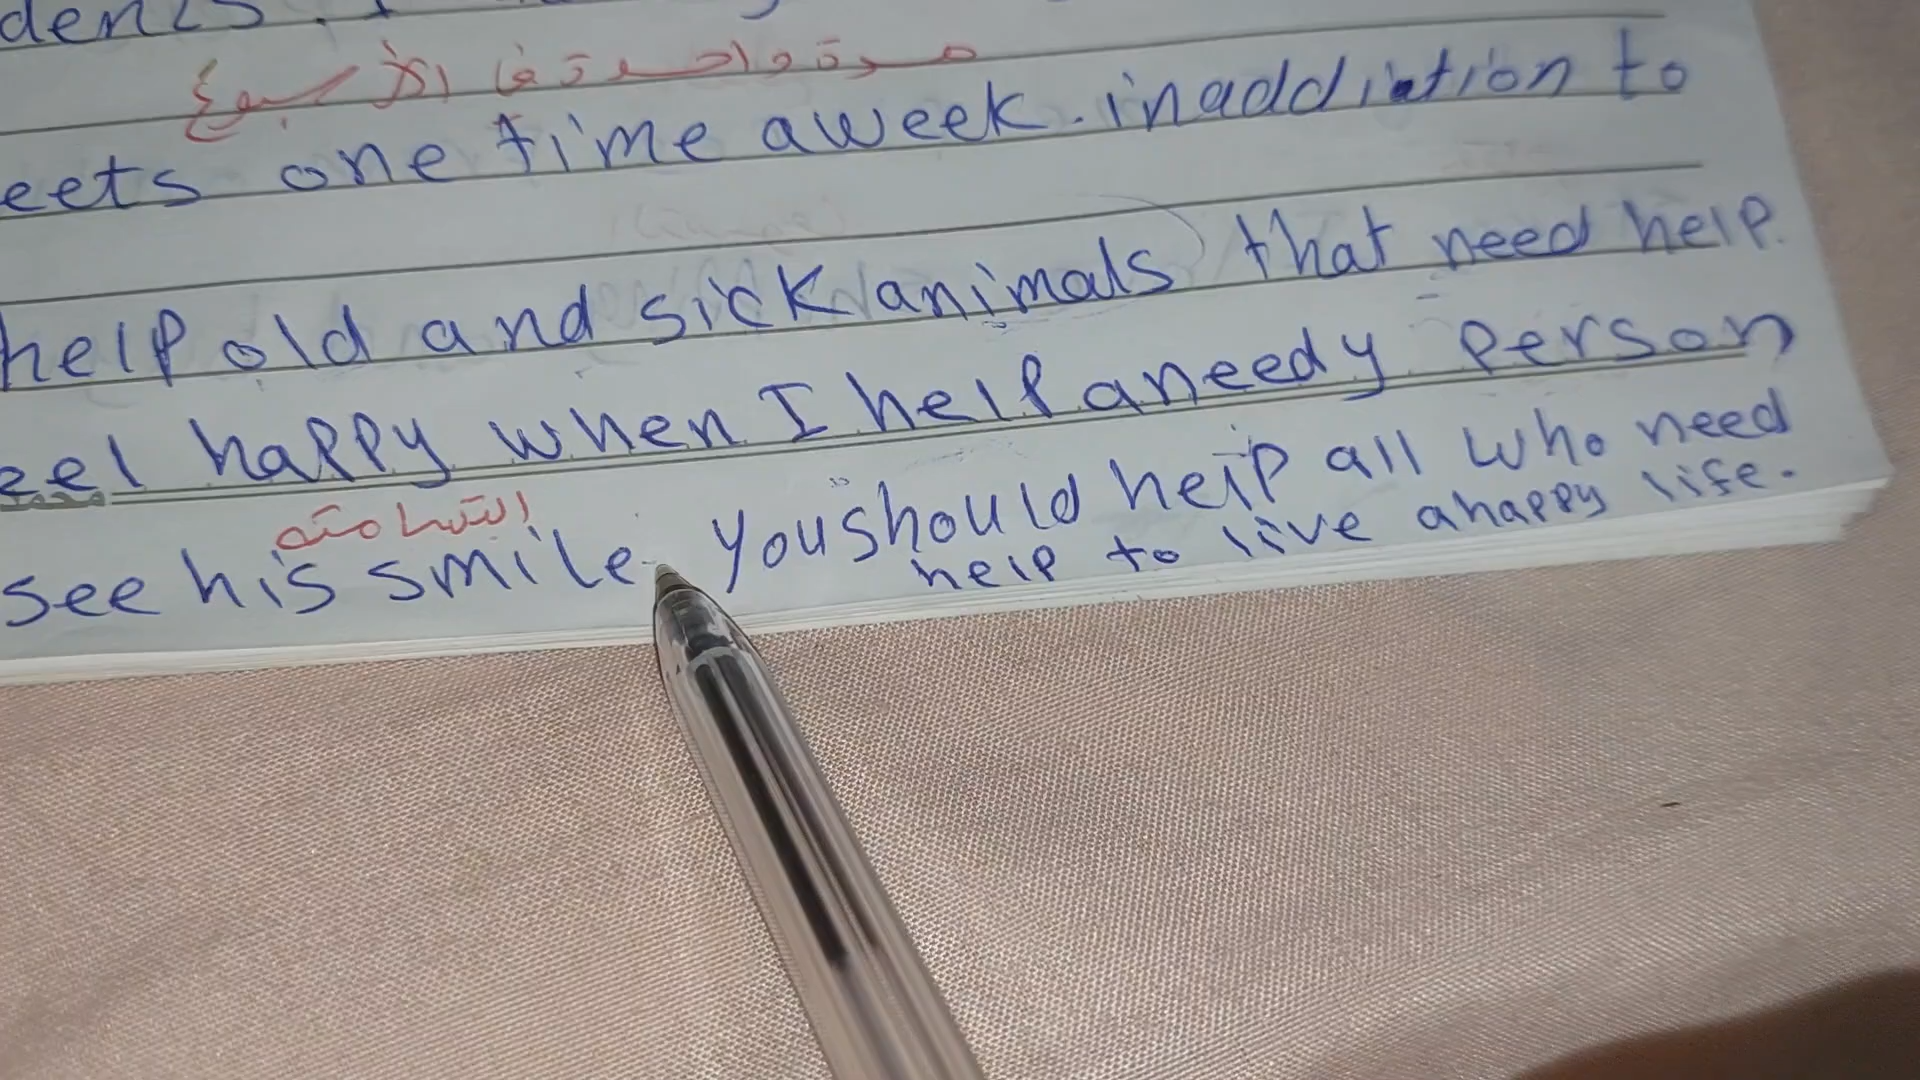 dents.
مرة واحدة في الأسبوع
eets one time aweek. inaddiation to
help old and sick animals that need help.
eel happy when I help aneedy person
ابتسامته
see his smile. you should help all who need
help to live ahappy life.